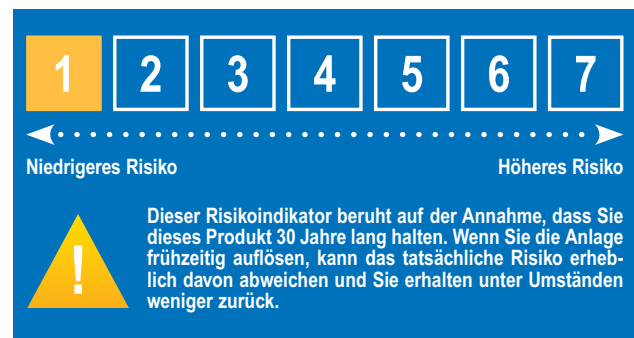 1 2 3 4 5 6 7
Niedrigeres Risiko Höheres Risiko
Dieser Risikoindikator beruht auf der Annahme, dass Sie
dieses Produkt 30 Jahre lang halten. Wenn Sie die Anlage
frühzeitig auflösen, kann das tatsächliche Risiko erheb-
lich davon abweichen und Sie erhalten unter Umständen
weniger zurück.
!